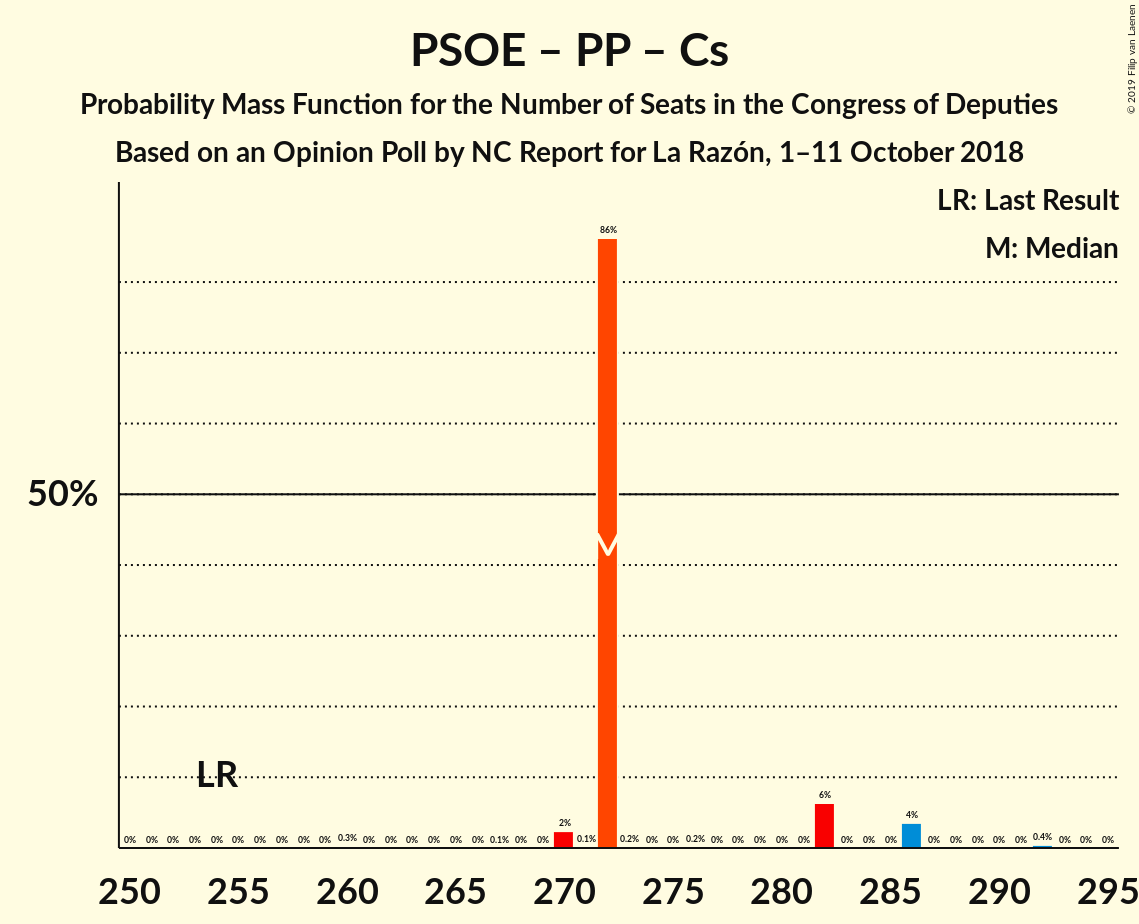 PSOE – PP – Cs
Probability Mass Function for the Number of Seats in the Congress of Deputies
Based on an Opinion Poll by NC Report for La Razón, 1–11 October 2018
© 2019 Filip van Laenen
LR: Last Result
M: Median
86%
50%
M
LR
0% 0% 0% 0% 0% 0% 0% 0% 0% 0% 0.3% 0% 0% 0% 0% 0% 0% 0.1% 0% 0% 2% 0.1% 0.2% 0% 0% 0.2% 0% 0% 0% 0% 0% 6% 0% 0% 0% 4% 0% 0% 0% 0% 0% 0.4% 0% 0% 0%
250 255 260 265 270 275 280 285 290 295